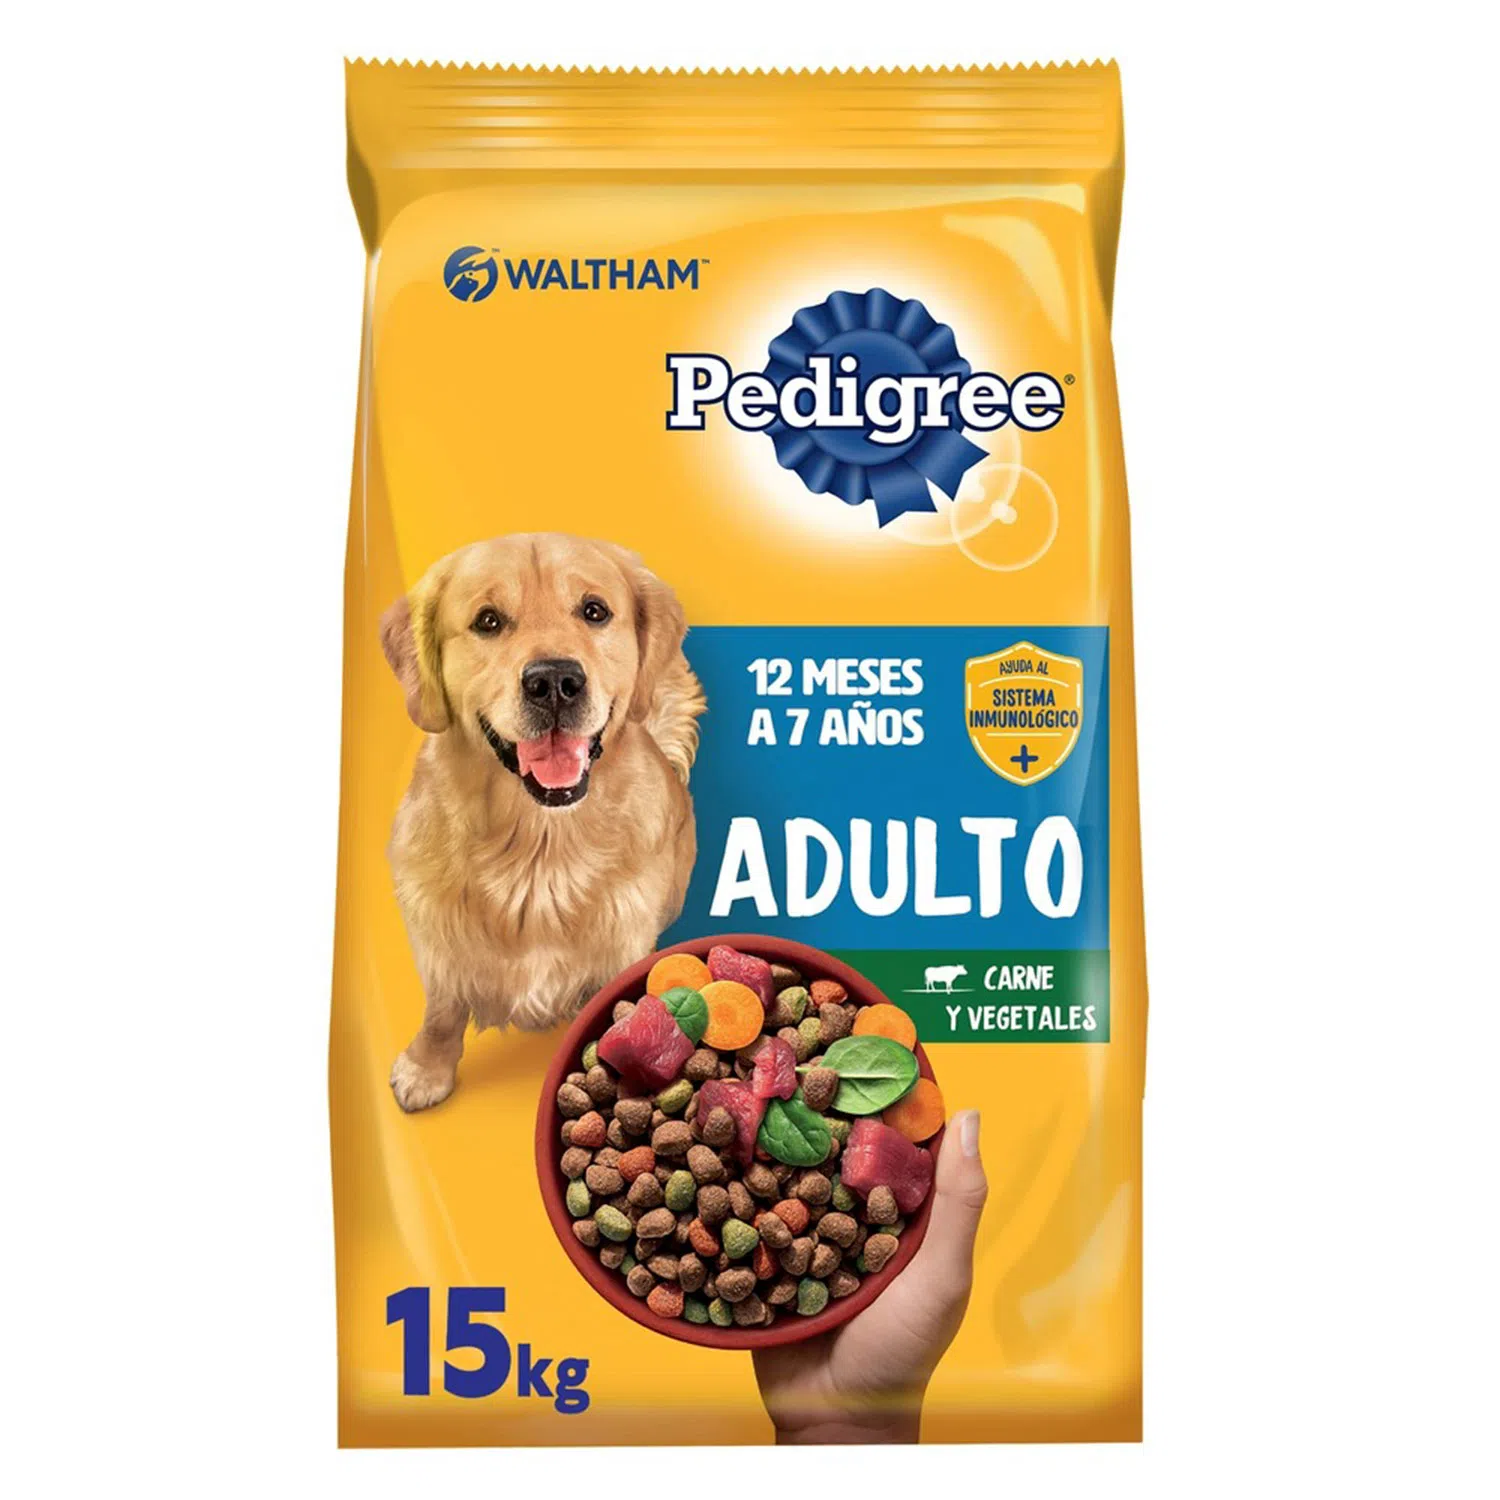 WALTHAM™
Pedigree®
12 MESES
A 7 AÑOS
AYUDA AL
SISTEMA
INMUNOLÓGICO
+
ADULTO
CARNE
Y VEGETALES
15kg